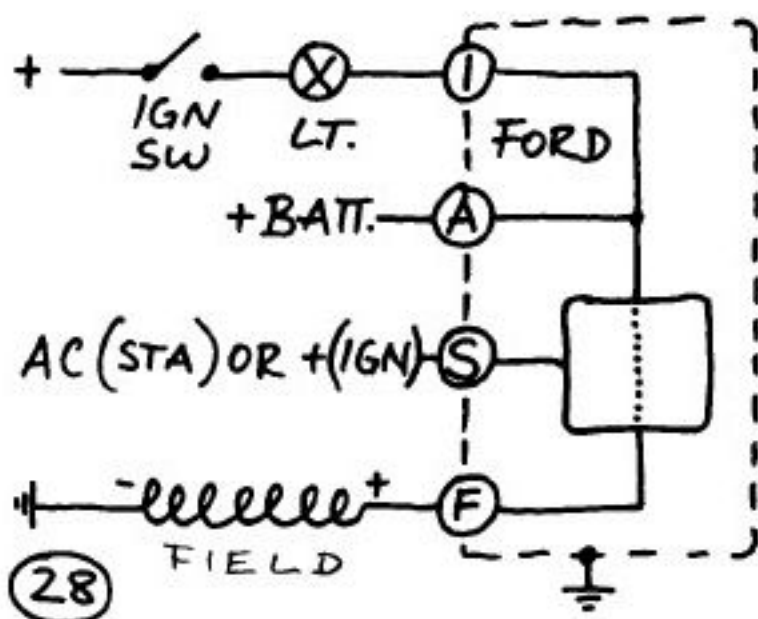 +
IGN
SW
X
LT.
I
FORD
+BATT.
A
AC(STA) OR +(IGN)
S
-
+
F
FIELD
28